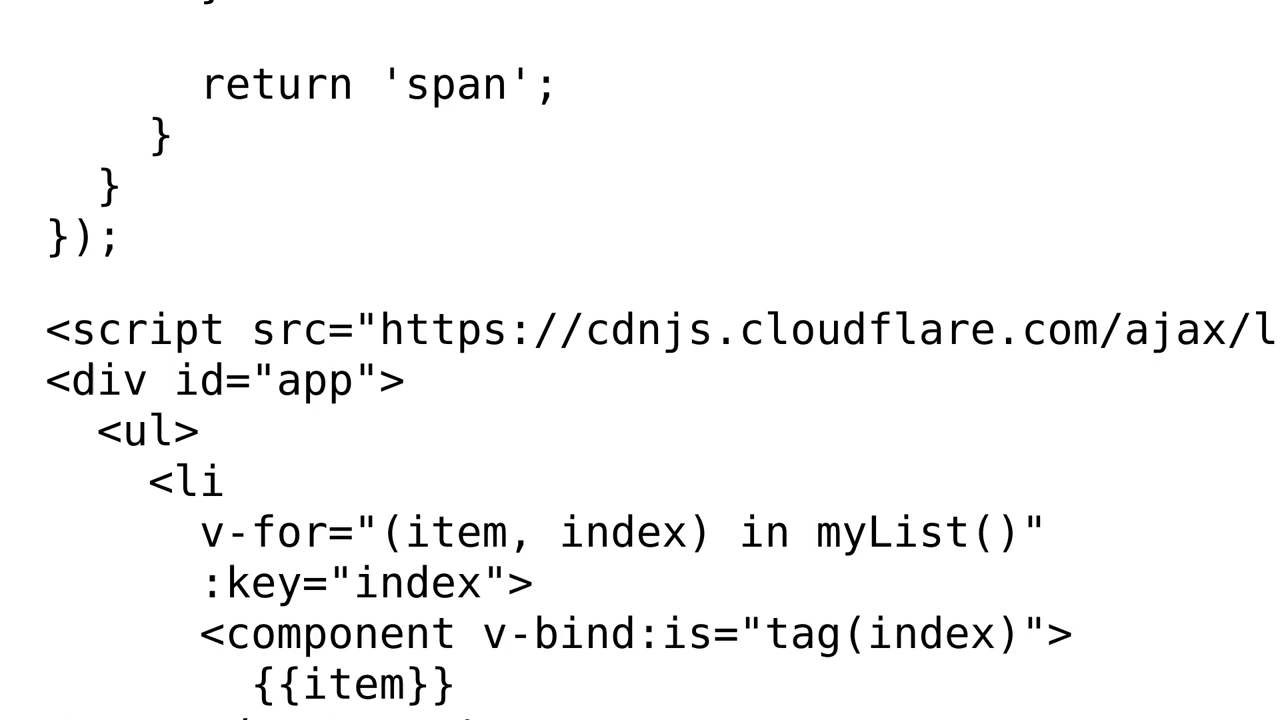 return 'span';
    }
  }
});
<script src="https://cdnjs.cloudflare.com/ajax/l
<div id="app">
  <ul>
    <li
      v-for="(item, index) in myList()"
      :key="index">
      <component v-bind:is="tag(index)">
        {{item}}